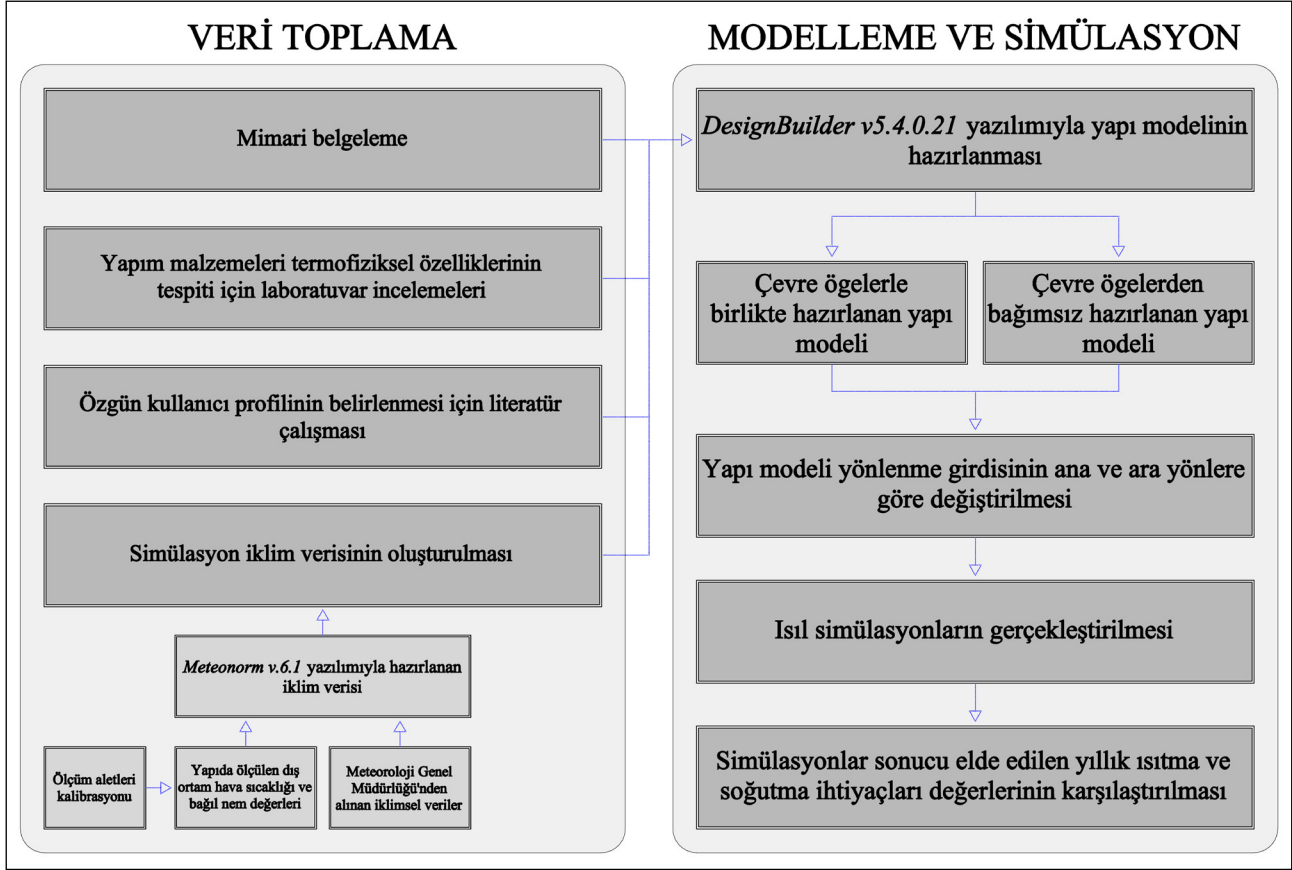 VERİ TOPLAMA
Mimari belgeleme
Yapım malzemeleri termofiziksel özelliklerinin
tespiti için laboratuvar incelemeleri
Özgün kullanıcı profilinin belirlenmesi için literatür
çalışması
Simülasyon iklim verisinin oluşturulması
Meteonorm v.6.1 yazılımıyla hazırlanan
iklim verisi
Ölçüm aletleri
kalibrasyonu
Yapıda ölçülen dış
ortam hava sıcaklığı ve
bağıl nem değerleri
Meteoroloji Genel
Müdürlüğü'nden
alınan iklimsel veriler
MODELLEME VE SİMÜLASYON
DesignBuilder v5.4.0.21 yazılımıyla yapı modelinin
hazırlanması
Çevre ögelerle
birlikte hazırlanan yapı
modeli
Çevre ögelerden
bağımsız hazırlanan yapı
modeli
Yapı modeli yönlenme girdisinin ana ve ara yönlere
göre değiştirilmesi
Isıl simülasyonların gerçekleştirilmesi
Simülasyonlar sonucu elde edilen yıllık ısıtma ve
soğutma ihtiyaçları değerlerinin karşılaştırılması